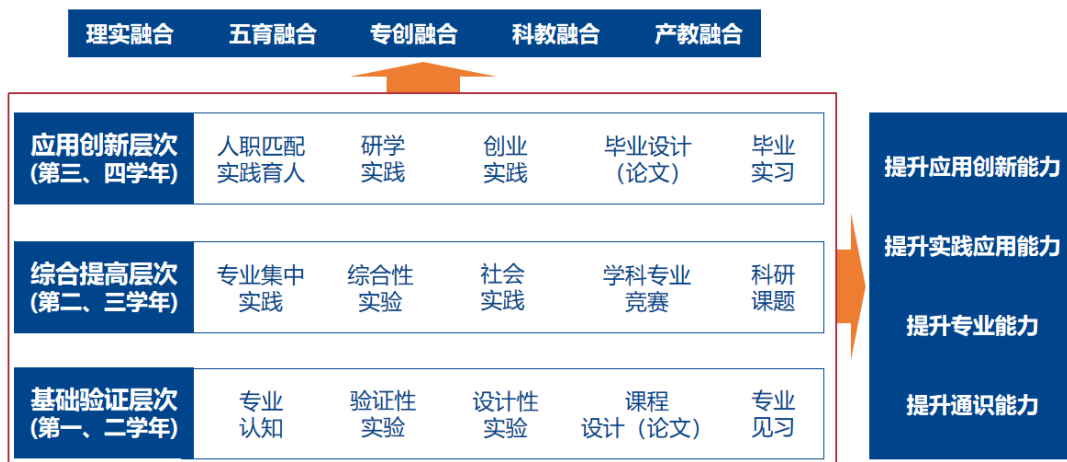 理实融合 五育融合 专创融合 科教融合 产教融合
应用创新层次
(第三、四学年)
人职匹配
实践育人
研学
实践
创业
实践
毕业设计
(论文)
毕业
实习
综合提高层次
(第二、三学年)
专业集中
实践
综合性
实验
社会
实践
学科专业
竞赛
科研
课题
基础验证层次
(第一、二学年)
专业
认知
验证性
实验
设计性
实验
课程
设计（论文）
专业
见习
提升应用创新能力
提升实践应用能力
提升专业能力
提升通识能力